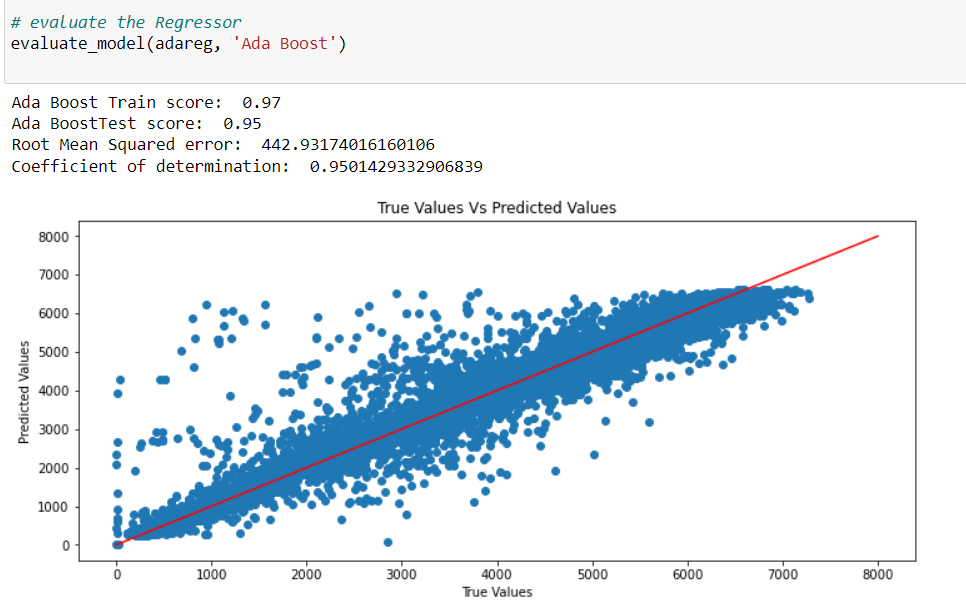 # evaluate the Regressor
evaluate_model(adareg, 'Ada Boost')
Ada Boost Train score:  0.97
Ada BoostTest score:  0.95
Root Mean Squared error:  442.93174016160106
Coefficient of determination:  0.9501429332906839
True Values Vs Predicted Values
8000
7000
6000
5000
4000
3000
2000
1000
0
Predicted Values
0 1000 2000 3000 4000 5000 6000 7000 8000
True Values